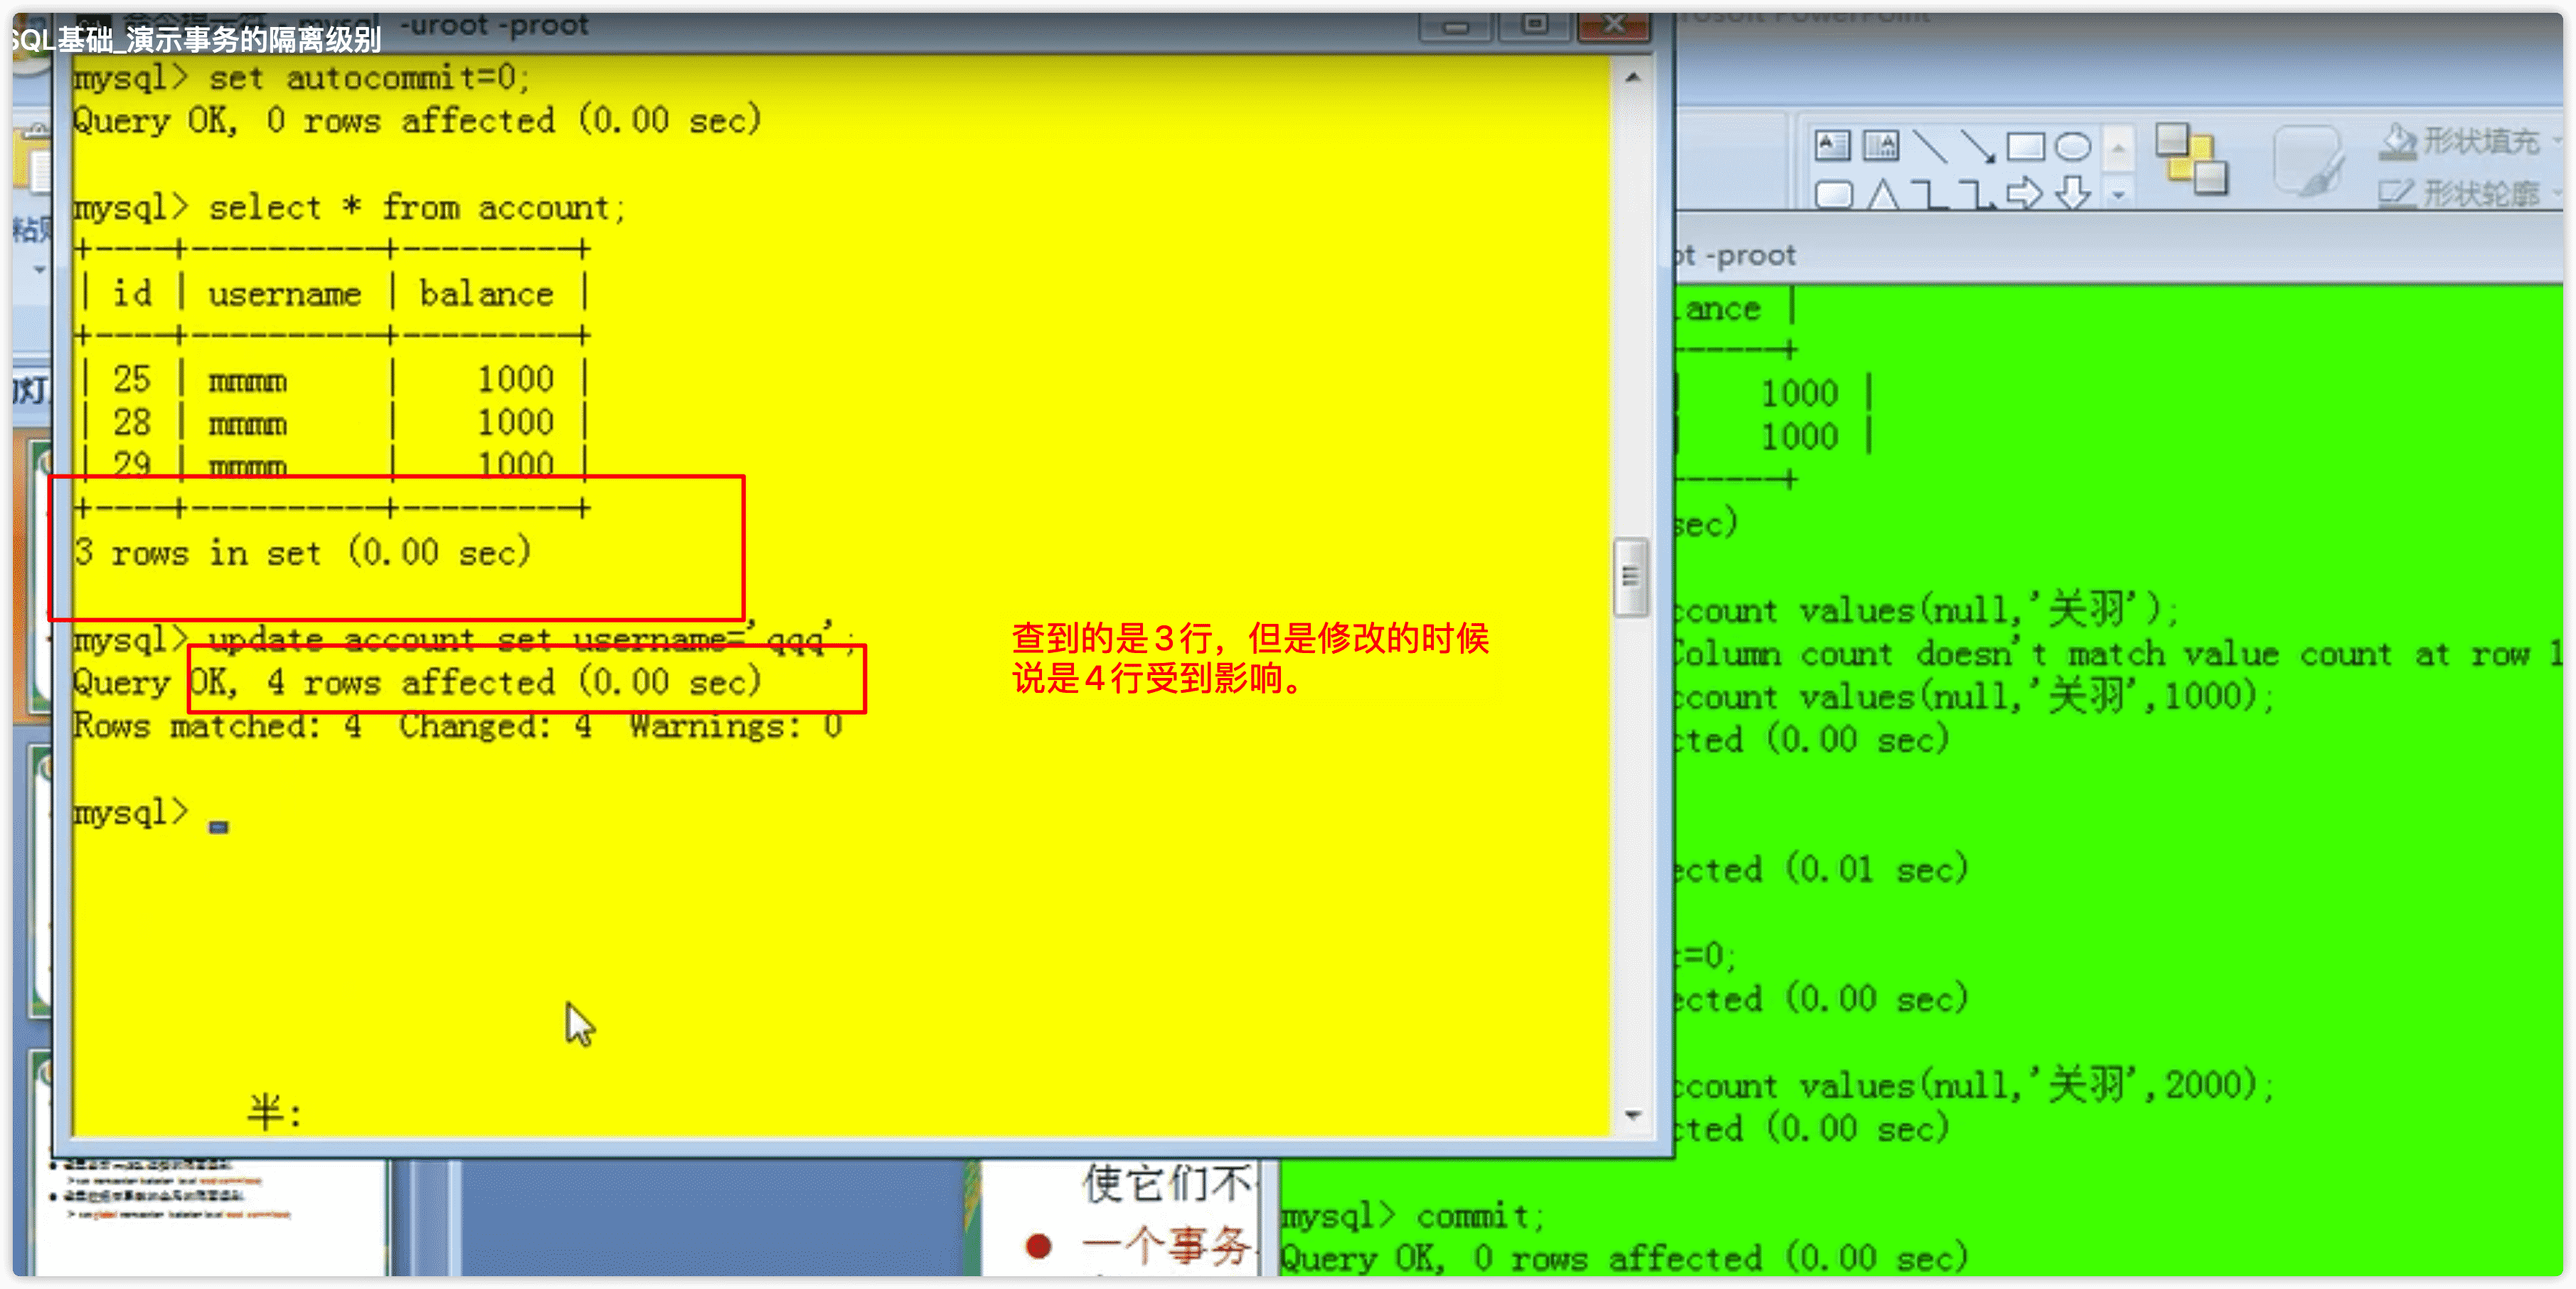 SQL基础_演示事务的隔离级别
mysql -uroot -proot
mysql> set autocommit=0;
Query OK, 0 rows affected (0.00 sec)
mysql> select * from account;
+----+----------+---------+
| id | username | balance |
+----+----------+---------+
| 25 | mmmm | 1000 |
| 28 | mmmm | 1000 |
| 29 | mmmm | 1000 |
+----+----------+---------+
3 rows in set (0.00 sec)
mysql> update account set username='qqq';
Query OK, 4 rows affected (0.00 sec)
Rows matched: 4 Changed: 4 Warnings: 0
mysql>
半:
查到的是3行，但是修改的时候
说是4行受到影响。
形状填充
形状轮廓
-proot
ance |
------+
| 1000 |
| 1000 |
------+
sec)
ccount values(null,'关羽');
Column count doesn't match value count at row 1
ccount values(null,'关羽',1000);
cted (0.00 sec)
ected (0.01 sec)
=0;
ected (0.00 sec)
ccount values(null,'关羽',2000);
cted (0.00 sec)
mysql> commit;
Query OK, 0 rows affected (0.00 sec)
使它们不
一个事务